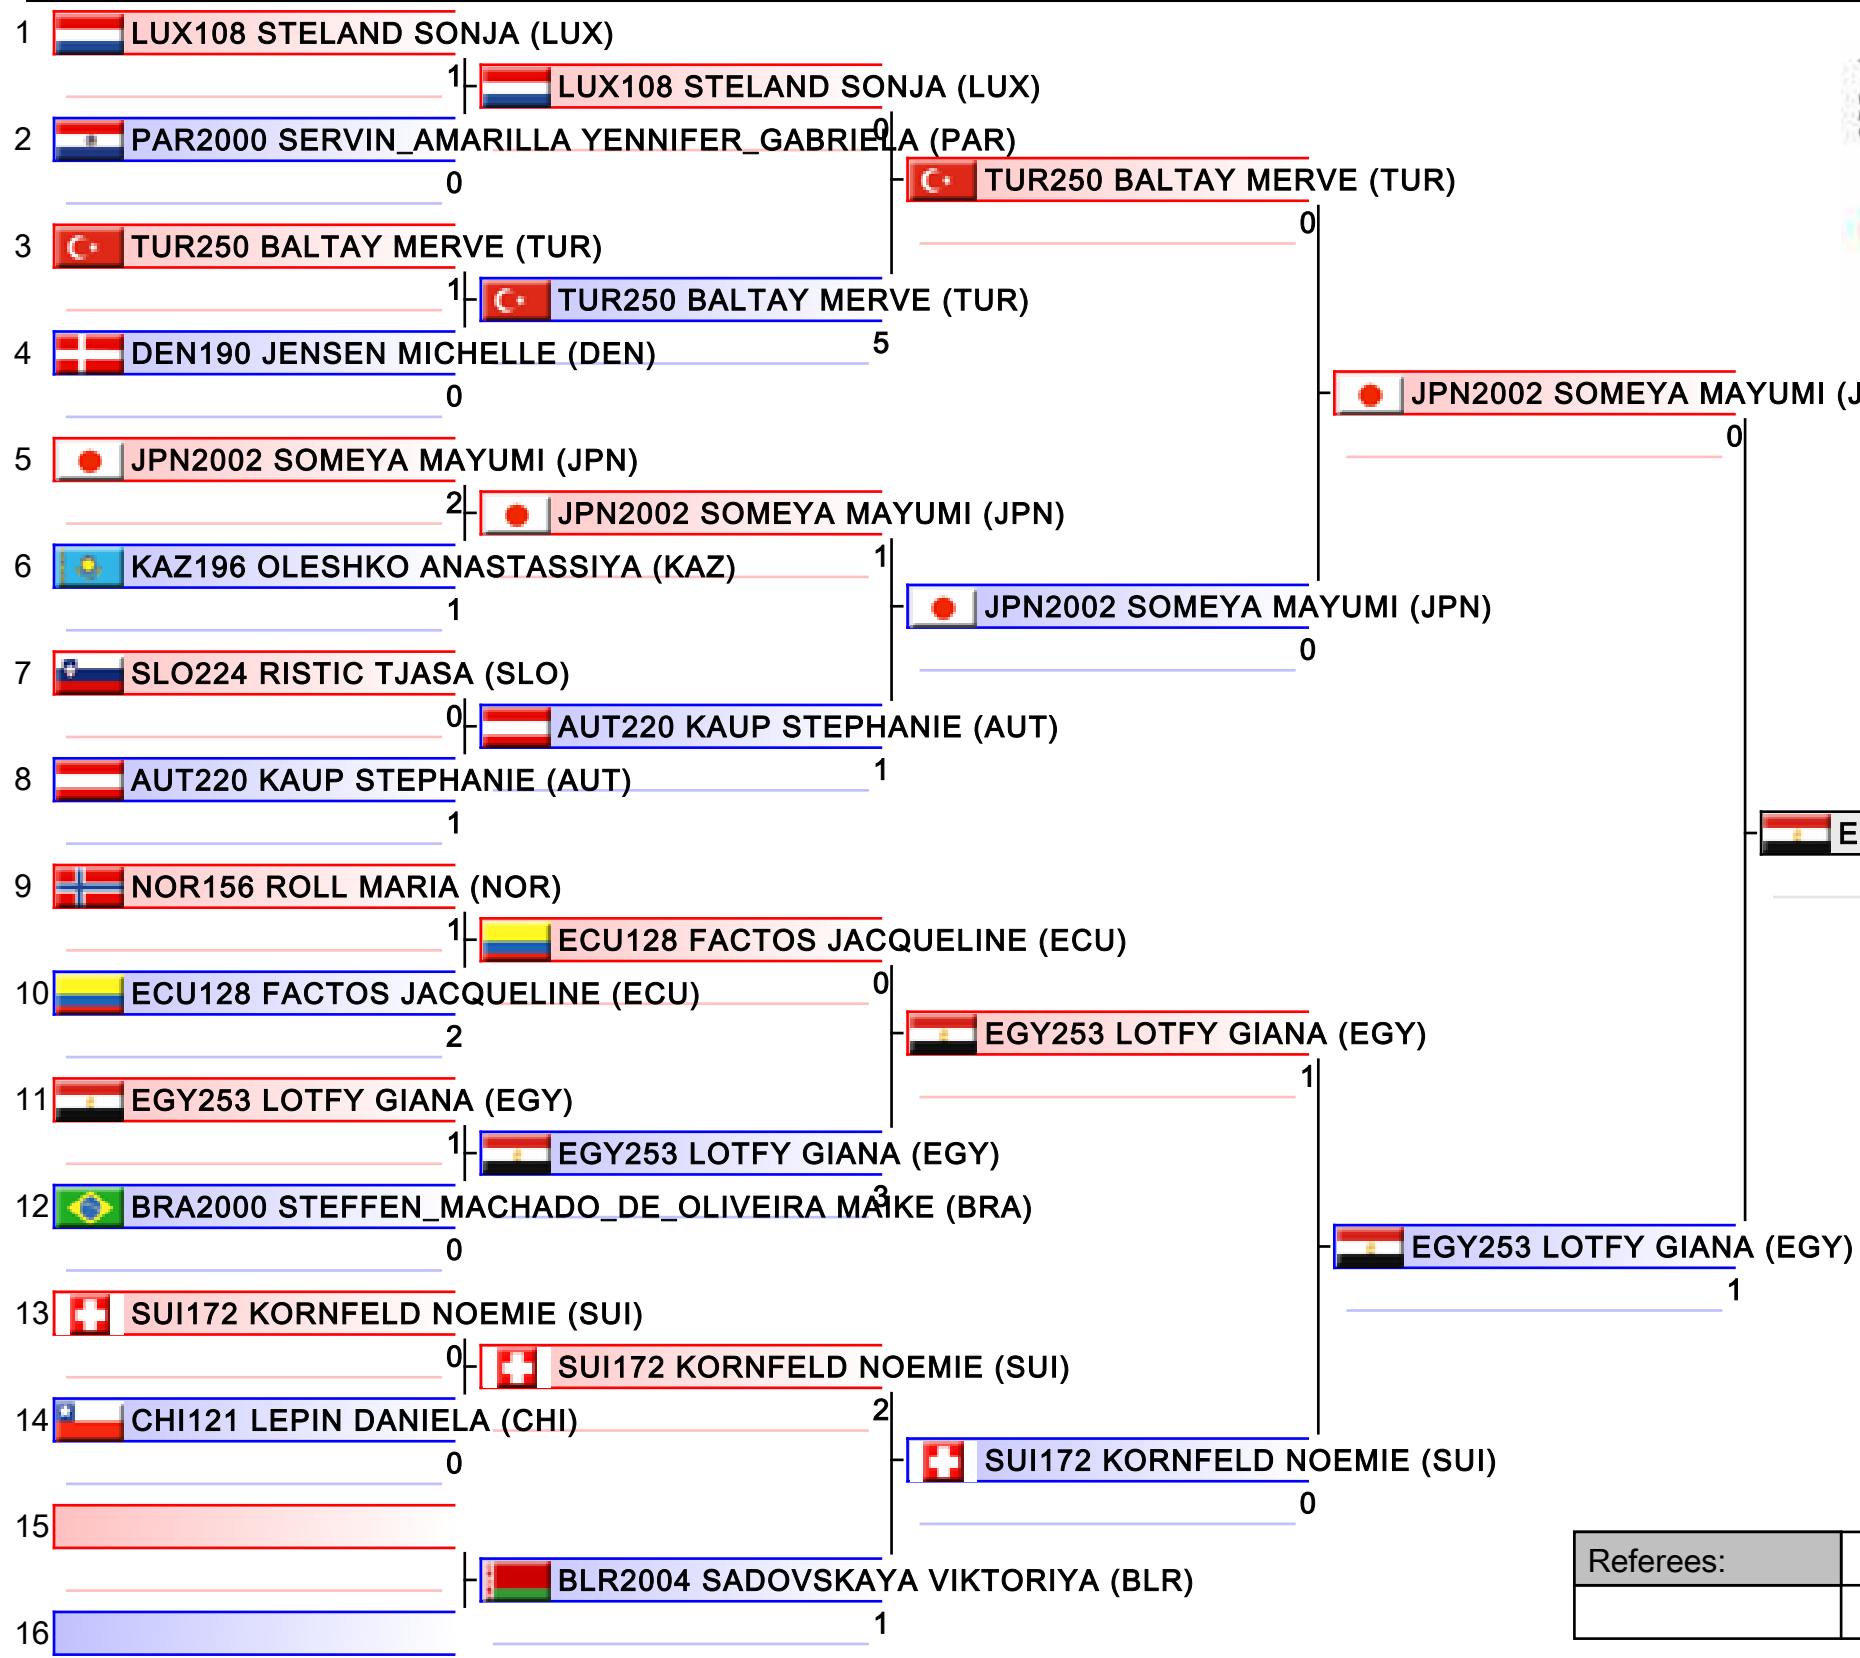 1 LUX108 STELAND SONJA (LUX)
1 LUX108 STELAND SONJA (LUX)
2 PAR2000 SERVIN_AMARILLA YENNIFER_GABRIELA (PAR)
0
0
TUR250 BALTAY MERVE (TUR)
0
3 TUR250 BALTAY MERVE (TUR)
1 TUR250 BALTAY MERVE (TUR)
5
4 DEN190 JENSEN MICHELLE (DEN)
0
JPN2002 SOMEYA MAYUMI (J
0
5 JPN2002 SOMEYA MAYUMI (JPN)
2 JPN2002 SOMEYA MAYUMI (JPN)
1
6 KAZ196 OLESHKO ANASTASSIYA (KAZ)
1
JPN2002 SOMEYA MAYUMI (JPN)
0
7 SLO224 RISTIC TJASA (SLO)
0 AUT220 KAUP STEPHANIE (AUT)
1
8 AUT220 KAUP STEPHANIE (AUT)
1
E
9 NOR156 ROLL MARIA (NOR)
1 ECU128 FACTOS JACQUELINE (ECU)
0
10 ECU128 FACTOS JACQUELINE (ECU)
2
EGY253 LOTFY GIANA (EGY)
1
11 EGY253 LOTFY GIANA (EGY)
1 EGY253 LOTFY GIANA (EGY)
3
12 BRA2000 STEFFEN_MACHADO_DE_OLIVEIRA MAIKE (BRA)
0
EGY253 LOTFY GIANA (EGY)
1
13 SUI172 KORNFELD NOEMIE (SUI)
0 SUI172 KORNFELD NOEMIE (SUI)
2
14 CHI121 LEPIN DANIELA (CHI)
0
SUI172 KORNFELD NOEMIE (SUI)
0
15
BLR2004 SADOVSKAYA VIKTORIYA (BLR)
1
16
Referees: